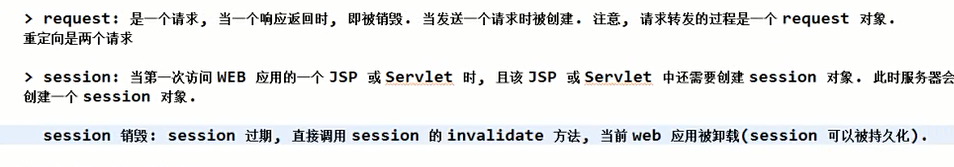 > request: 是一个请求, 当一个响应返回时, 即被销毁. 当发送一个请求时被创建. 注意, 请求转发的过程是一个 request 对象.
重定向是两个请求
> session: 当第一次访问 WEB 应用的一个 JSP 或 Servlet 时, 且该 JSP 或 Servlet 中还需要创建 session 对象. 此时服务器会
创建一个 session 对象.
session 销毁: session 过期, 直接调用 session 的 invalidate 方法, 当前 web 应用被卸载(session 可以被持久化).